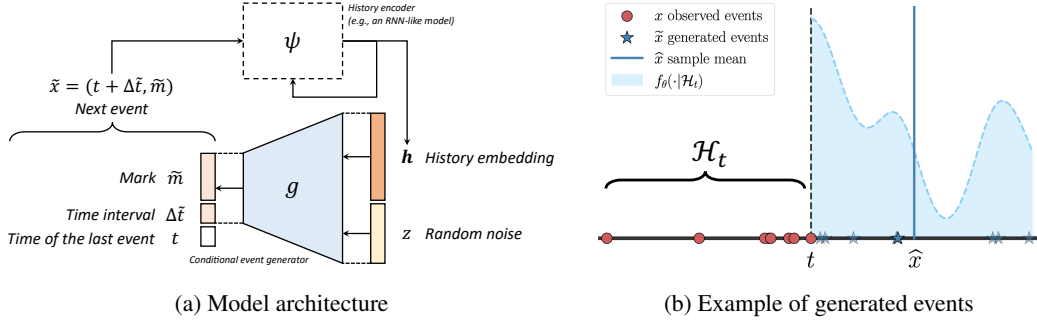 History encoder
(e.g., an RNN-like model)
ψ
x̃ = (t + Δt̃, m̃)
Next event
h History embedding
g
Mark m̃
Time interval Δt̃
Time of the last event t
z Random noise
Conditional event generator
(a) Model architecture
x observed events
x̃ generated events
x̂ sample mean
f_θ(·|ℋ_t)
ℋ_t
t
x̂
(b) Example of generated events